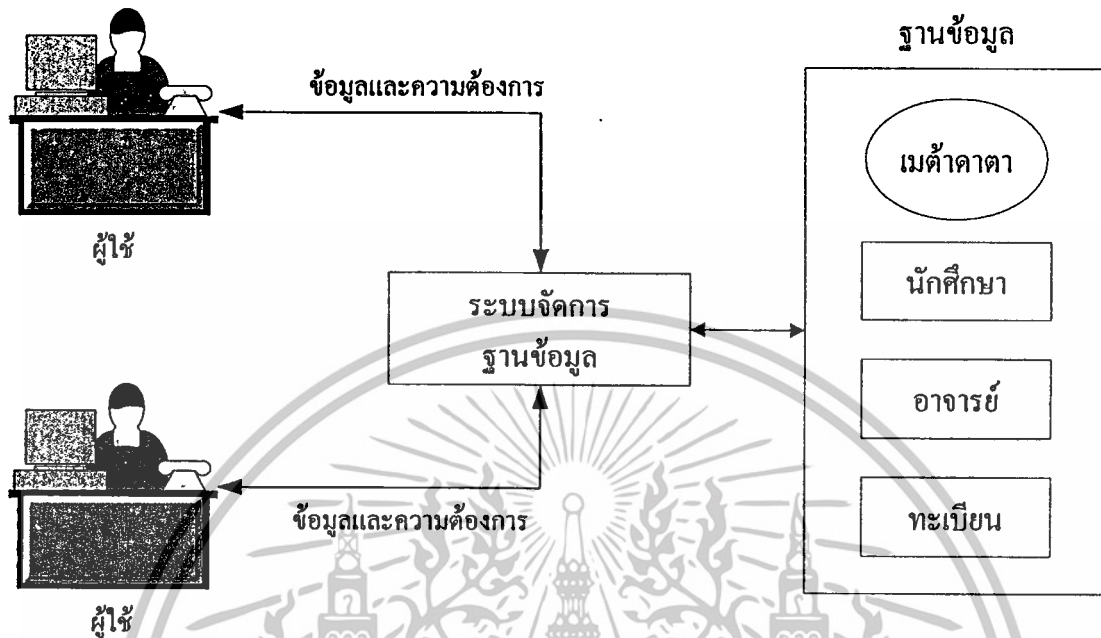 ฐานข้อมูล
ข้อมูลและความต้องการ
เมต้าดาตา
ผู้ใช้
นักศึกษา
ระบบจัดการ
ฐานข้อมูล
อาจารย์
ทะเบียน
ข้อมูลและความต้องการ
ผู้ใช้